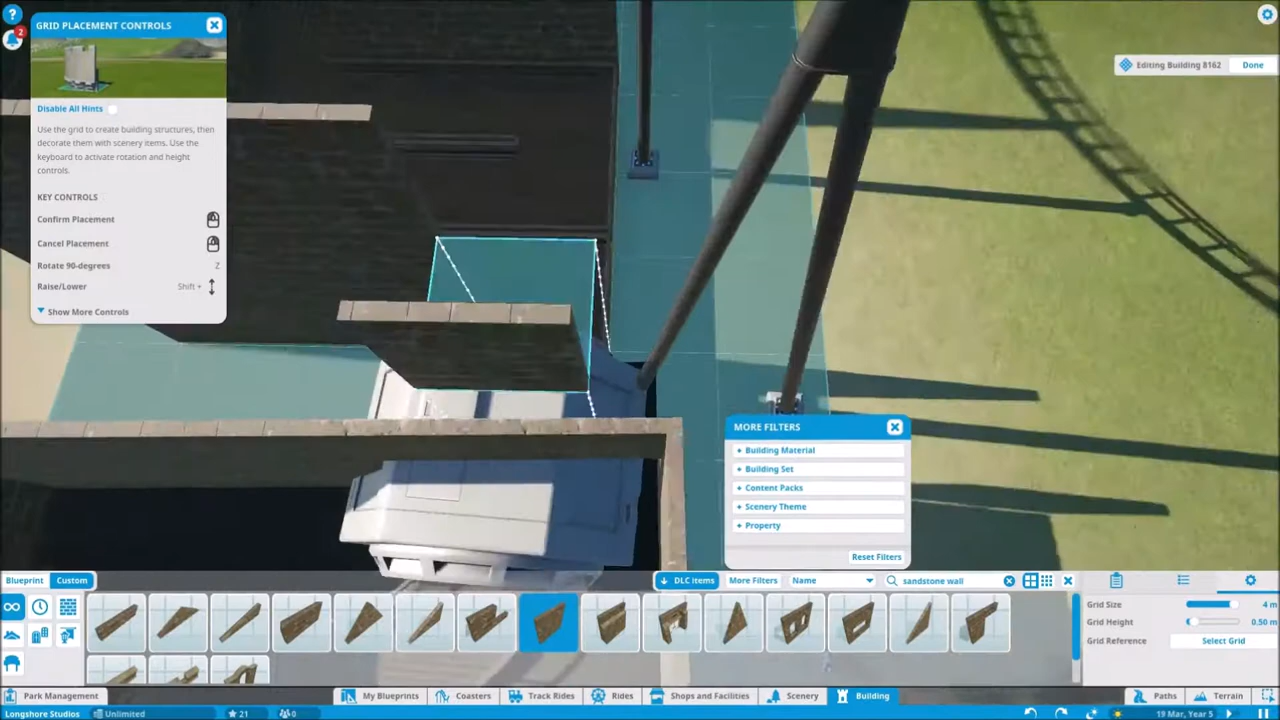 ?
2
GRID PLACEMENT CONTROLS
Disable All Hints
Use the grid to create building structures, then
decorate them with scenery items. Use the
keyboard to activate rotation and height
controls.
KEY CONTROLS
Confirm Placement
Cancel Placement
Rotate 90-degrees Z
Raise/Lower Shift +
Show More Controls
Editing Building 8162 Done
MORE FILTERS
+ Building Material
+ Building Set
+ Content Packs
+ Scenery Theme
+ Property
Reset Filters
Blueprint Custom DLC Items More Filters Name sandstone wall
Grid Size 4 m
Grid Height 0.50 m
Grid Reference Select Grid
Park Management My Blueprints Coasters Track Rides Rides Shops and Facilities Scenery Building Paths Terrain
Longshore Studios Unlimited 21 0 19 Mar, Year 5